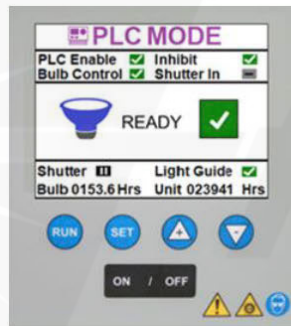 PLC MODE
PLC Enable Inhibit
Bulb Control Shutter In
READY
Shutter Light Guide
Bulb 0153.6 Hrs Unit 023941 Hrs
RUN SET + -
ON / OFF